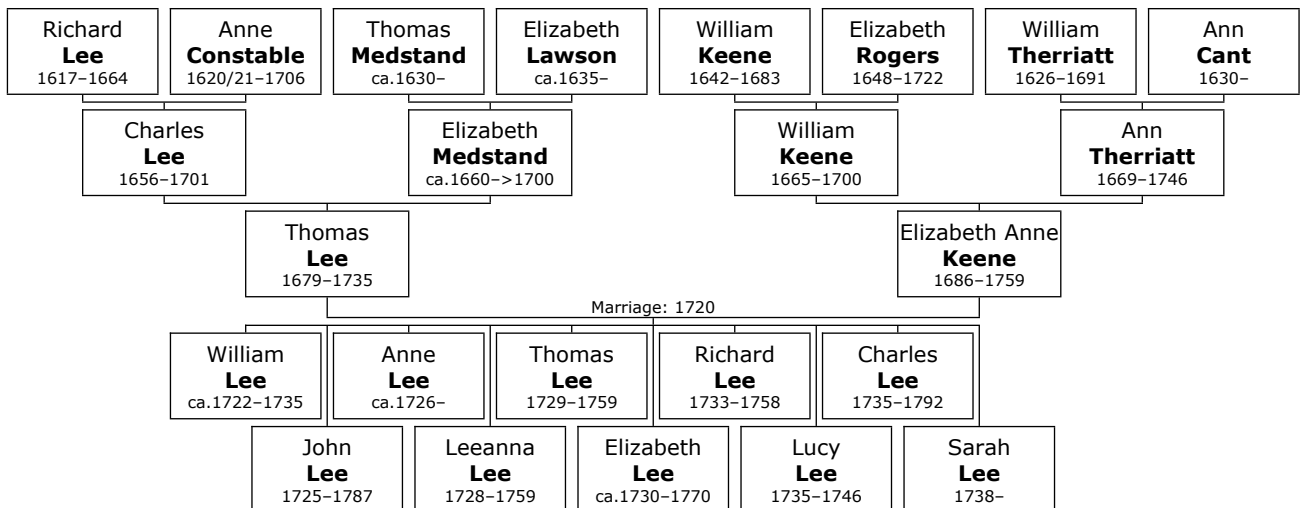 Richard
Lee
1617–1664
Anne
Constable
1620/21–1706
Thomas
Medstand
ca.1630–
Elizabeth
Lawson
ca.1635–
William
Keene
1642–1683
Elizabeth
Rogers
1648–1722
William
Therriatt
1626–1691
Ann
Cant
1630–
Charles
Lee
1656–1701
Elizabeth
Medstand
ca.1660–>1700
William
Keene
1665–1700
Ann
Therriatt
1669–1746
Thomas
Lee
1679–1735
Elizabeth Anne
Keene
1686–1759
Marriage: 1720
William
Lee
ca.1722–1735
Anne
Lee
ca.1726–
Thomas
Lee
1729–1759
Richard
Lee
1733–1758
Charles
Lee
1735–1792
John
Lee
1725–1787
Leeanna
Lee
1728–1759
Elizabeth
Lee
ca.1730–1770
Lucy
Lee
1735–1746
Sarah
Lee
1738–